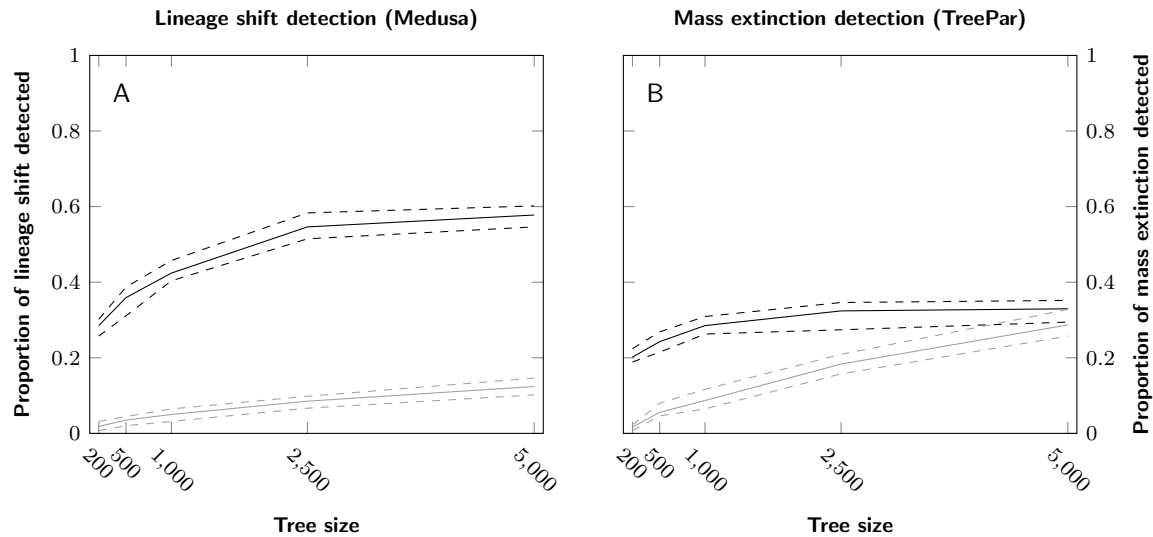 Lineage shift detection (Medusa)
Mass extinction detection (TreePar)
Proportion of lineage shift detected
1
0.8
0.6
0.4
0.2
0
A
200
500
1,000
2,500
5,000
Tree size
B
200
500
1,000
2,500
5,000
Tree size
1
0.8
0.6
0.4
0.2
0
Proportion of mass extinction detected